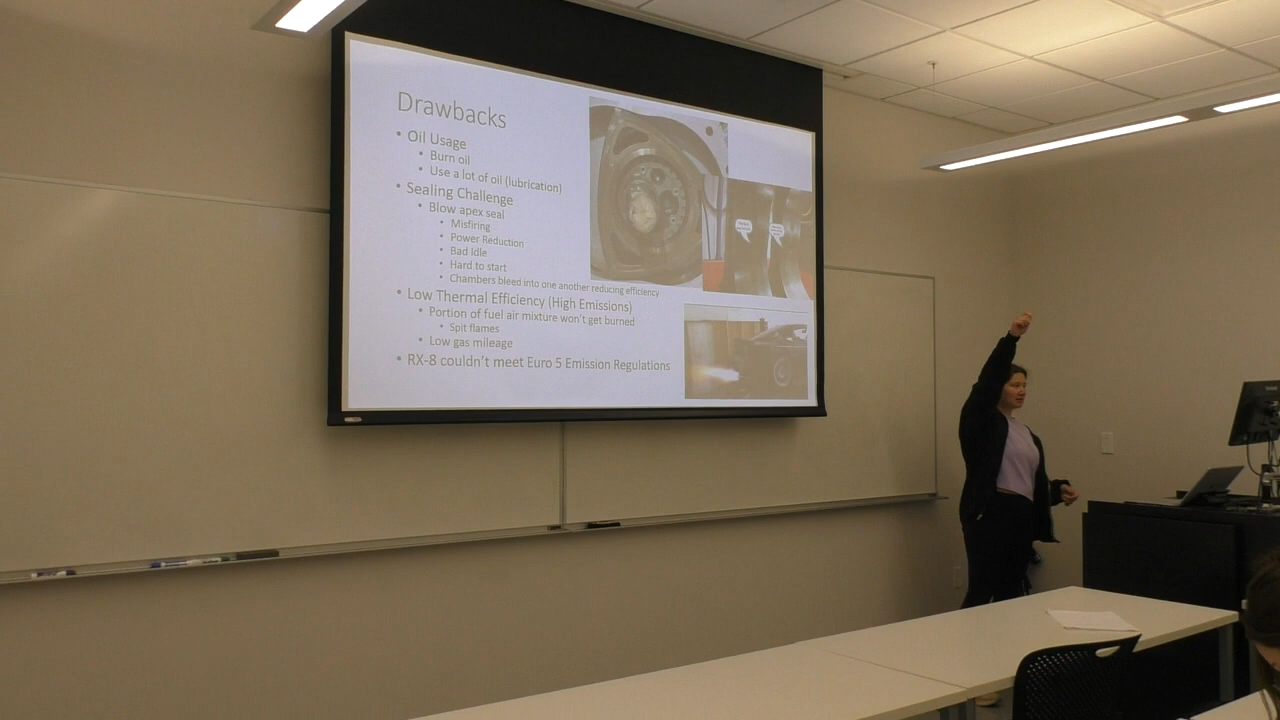 Drawbacks
• Oil Usage
• Burn oil
• Use a lot of oil (lubrication)
• Sealing Challenge
• Blow apex seal
• Misfiring
• Power Reduction
• Bad Idle
• Hard to start
• Chambers bleed into one another reducing efficiency
• Low Thermal Efficiency (High Emissions)
• Portion of fuel air mixture won't get burned
• Spit flames
• Low gas mileage
• RX-8 couldn't meet Euro 5 Emission Regulations